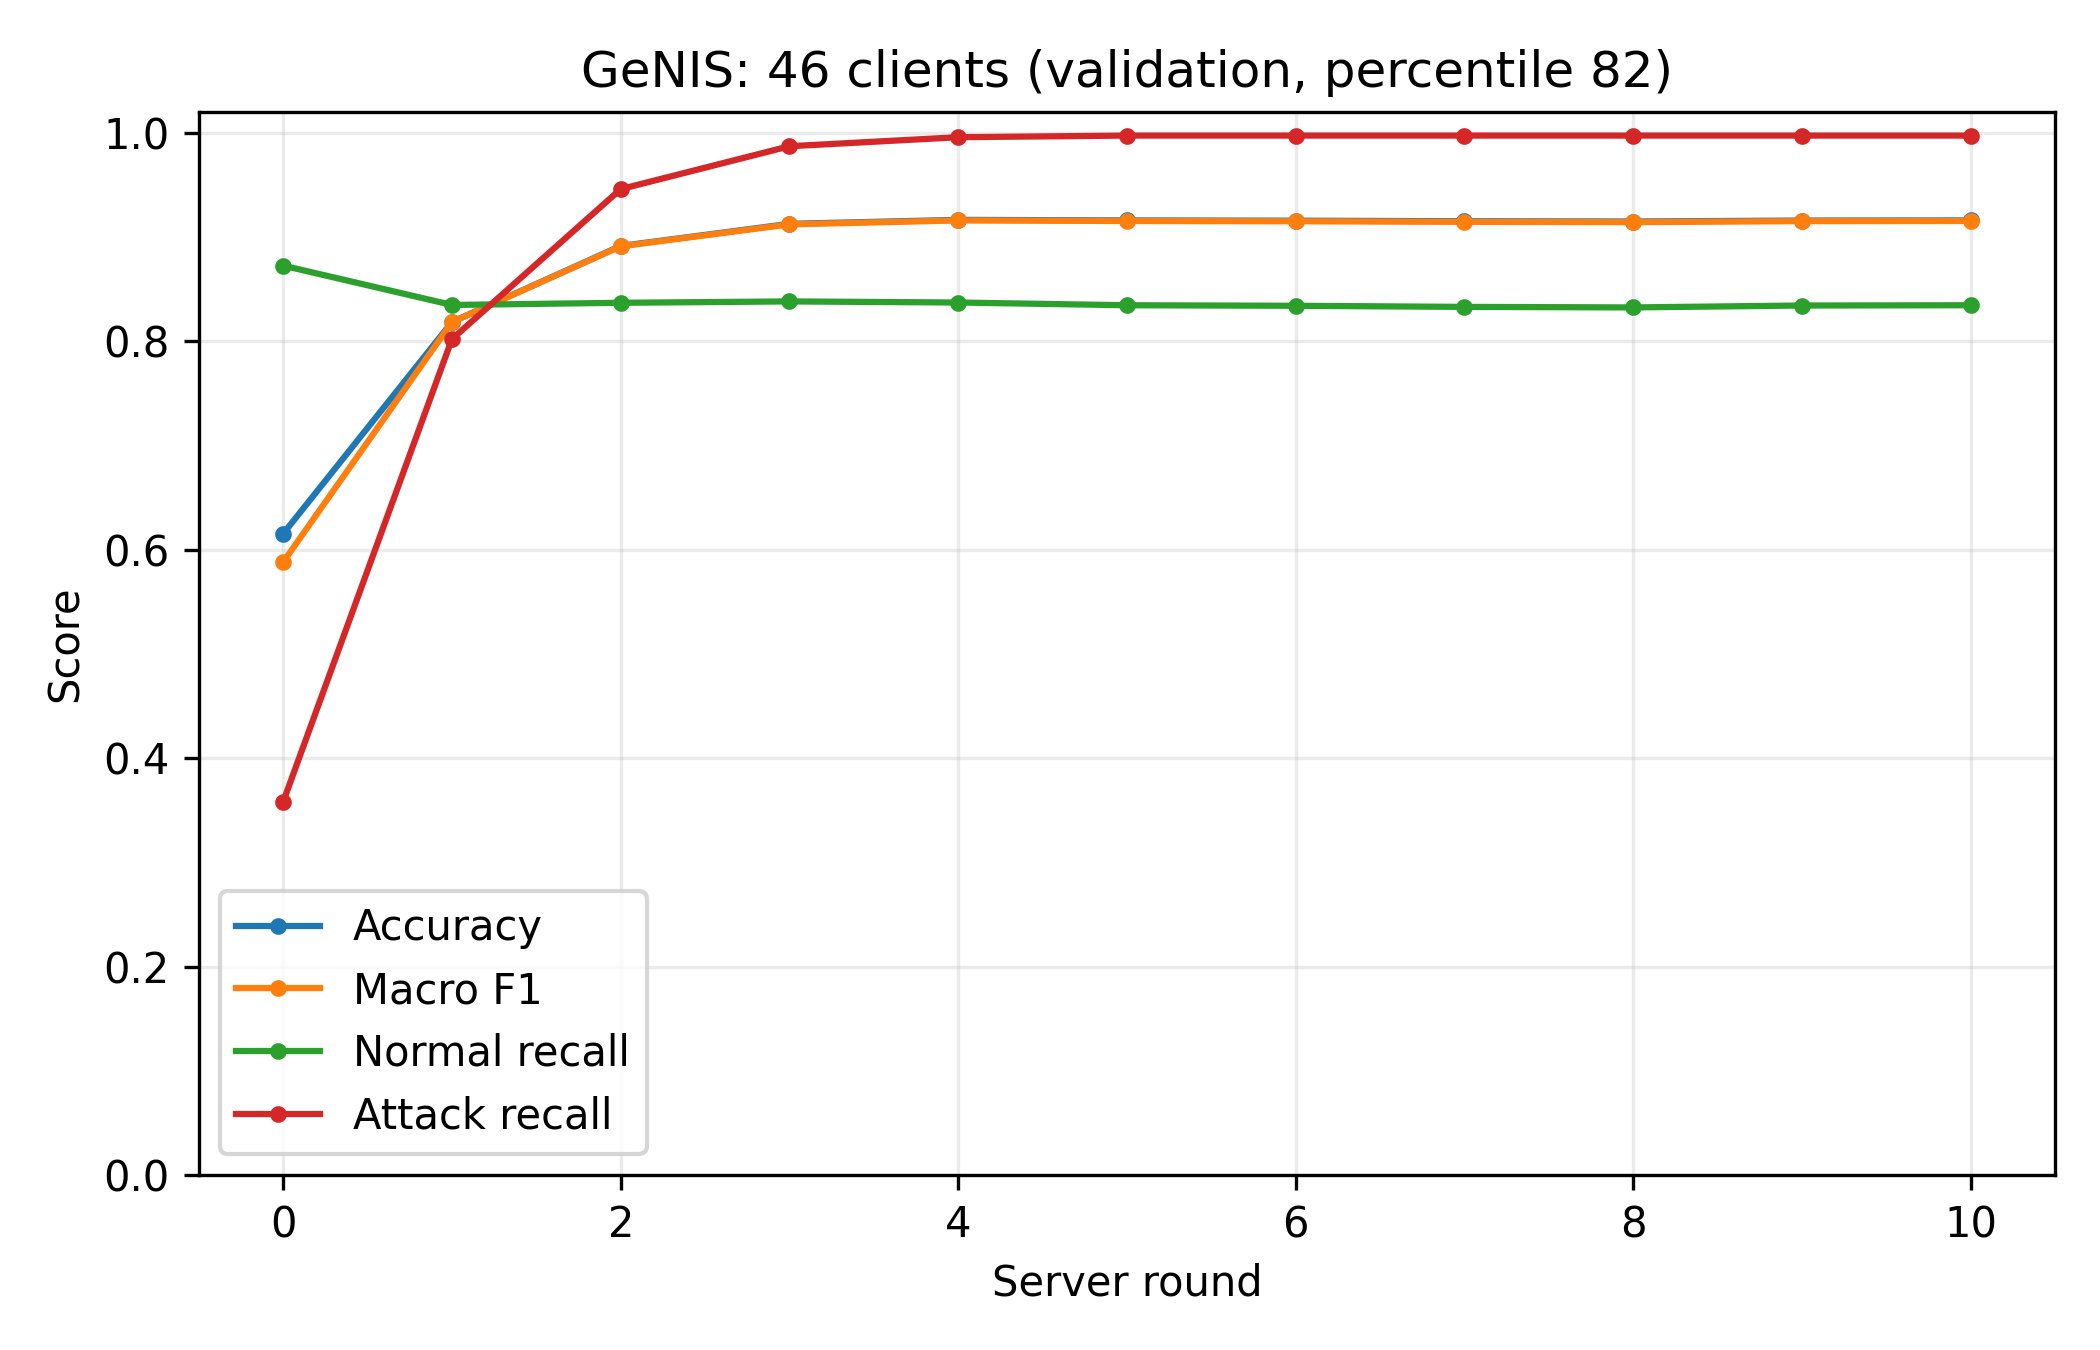 GeNIS: 46 clients (validation, percentile 82)
1.0
0.8
0.6
0.4
0.2
0.0
Score
Accuracy
Macro F1
Normal recall
Attack recall
0 2 4 6 8 10
Server round